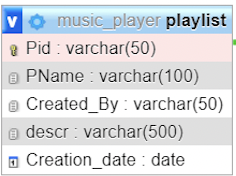 v music_player playlist
Pid : varchar(50)
PName : varchar(100)
Created_By : varchar(50)
descr : varchar(500)
Creation_date : date